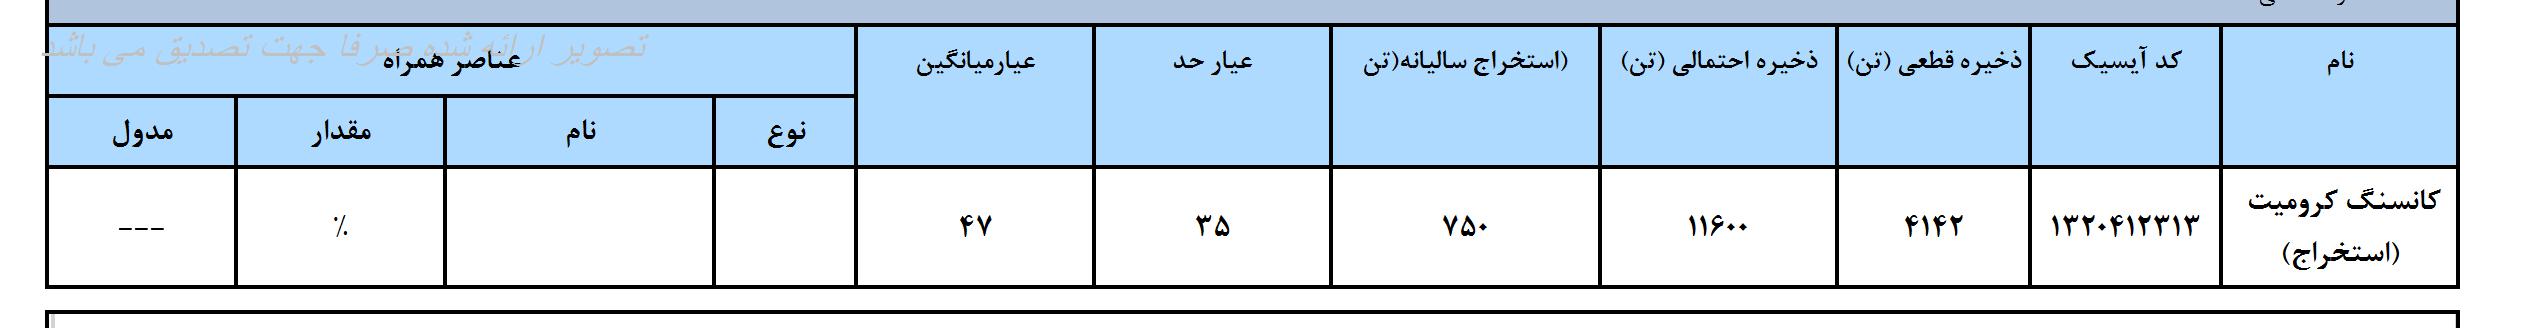 تصویر ارائه شده صرفا جهت تصدیق می باشد
نام
کد آیسیک
ذخیره قطعی (تن)
ذخیره احتمالی (تن)
(استخراج سالیانه(تن
عیار حد
عیارمیانگین
عناصر همرأه
نوع
نام
مقدار
مدول
کانسنگ کرومیت
(استخراج)
۱۳۲۰۴۱۲۳۱۳
۴۱۴۲
۱۱۶۰۰
۷۵۰
۳۵
۴۷
٪
---